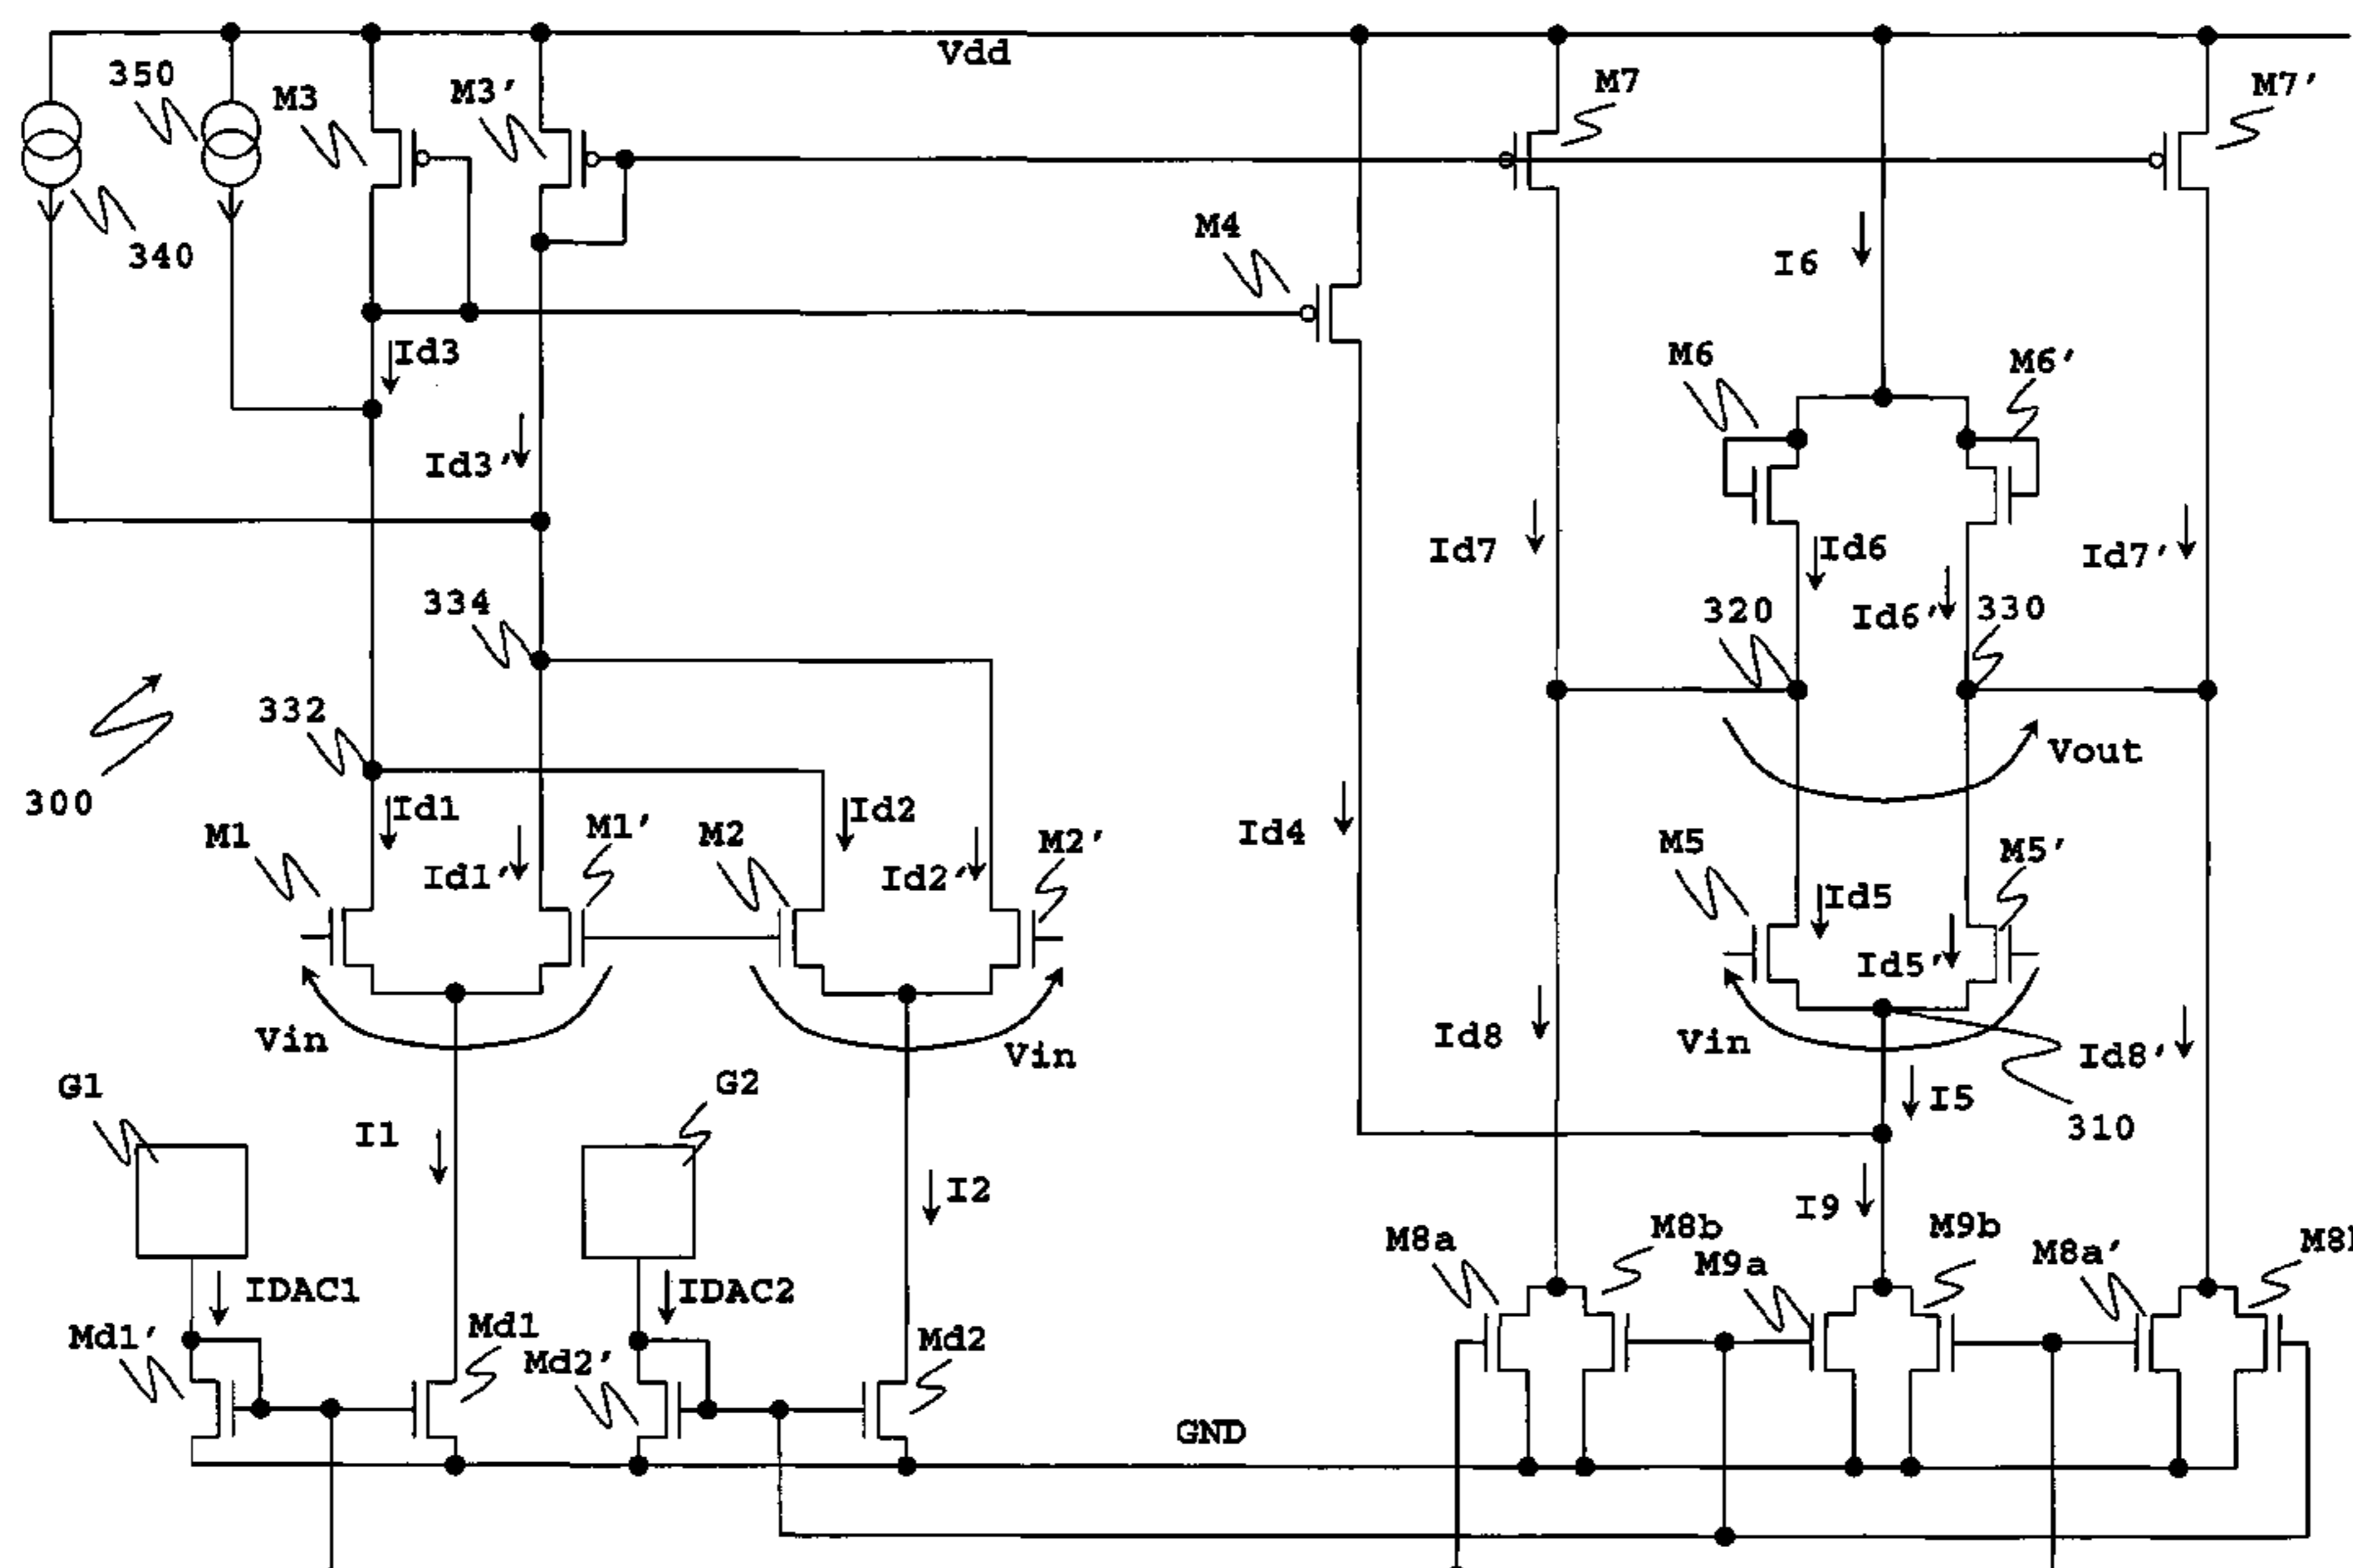 Vdd
350
M3
M3'
M7
M7'
340
M4
I6
Id3
M6
M6'
Id3'
Id7
Id6
Id7'
334
320
Id6'
330
332
Vout
300
Id1
Id2
M1
M1'
M2
M2'
Id4
M5
M5'
Id1'
Id2'
Id5
Id5'
Vin
Vin
Id8
Vin
Id8'
G1
G2
I5
310
I1
I2
I9
M8a
M8b
M9a
M9b
M8a'
IDAC1
IDAC2
Md1'
Md1
Md2'
Md2
GND